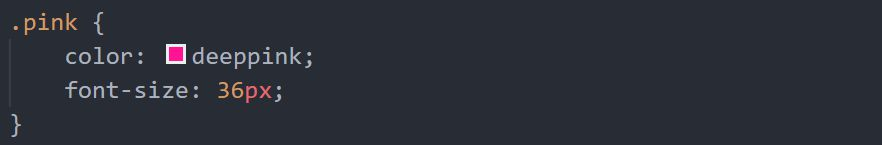 .pink {
    color: deeppink;
    font-size: 36px;
}